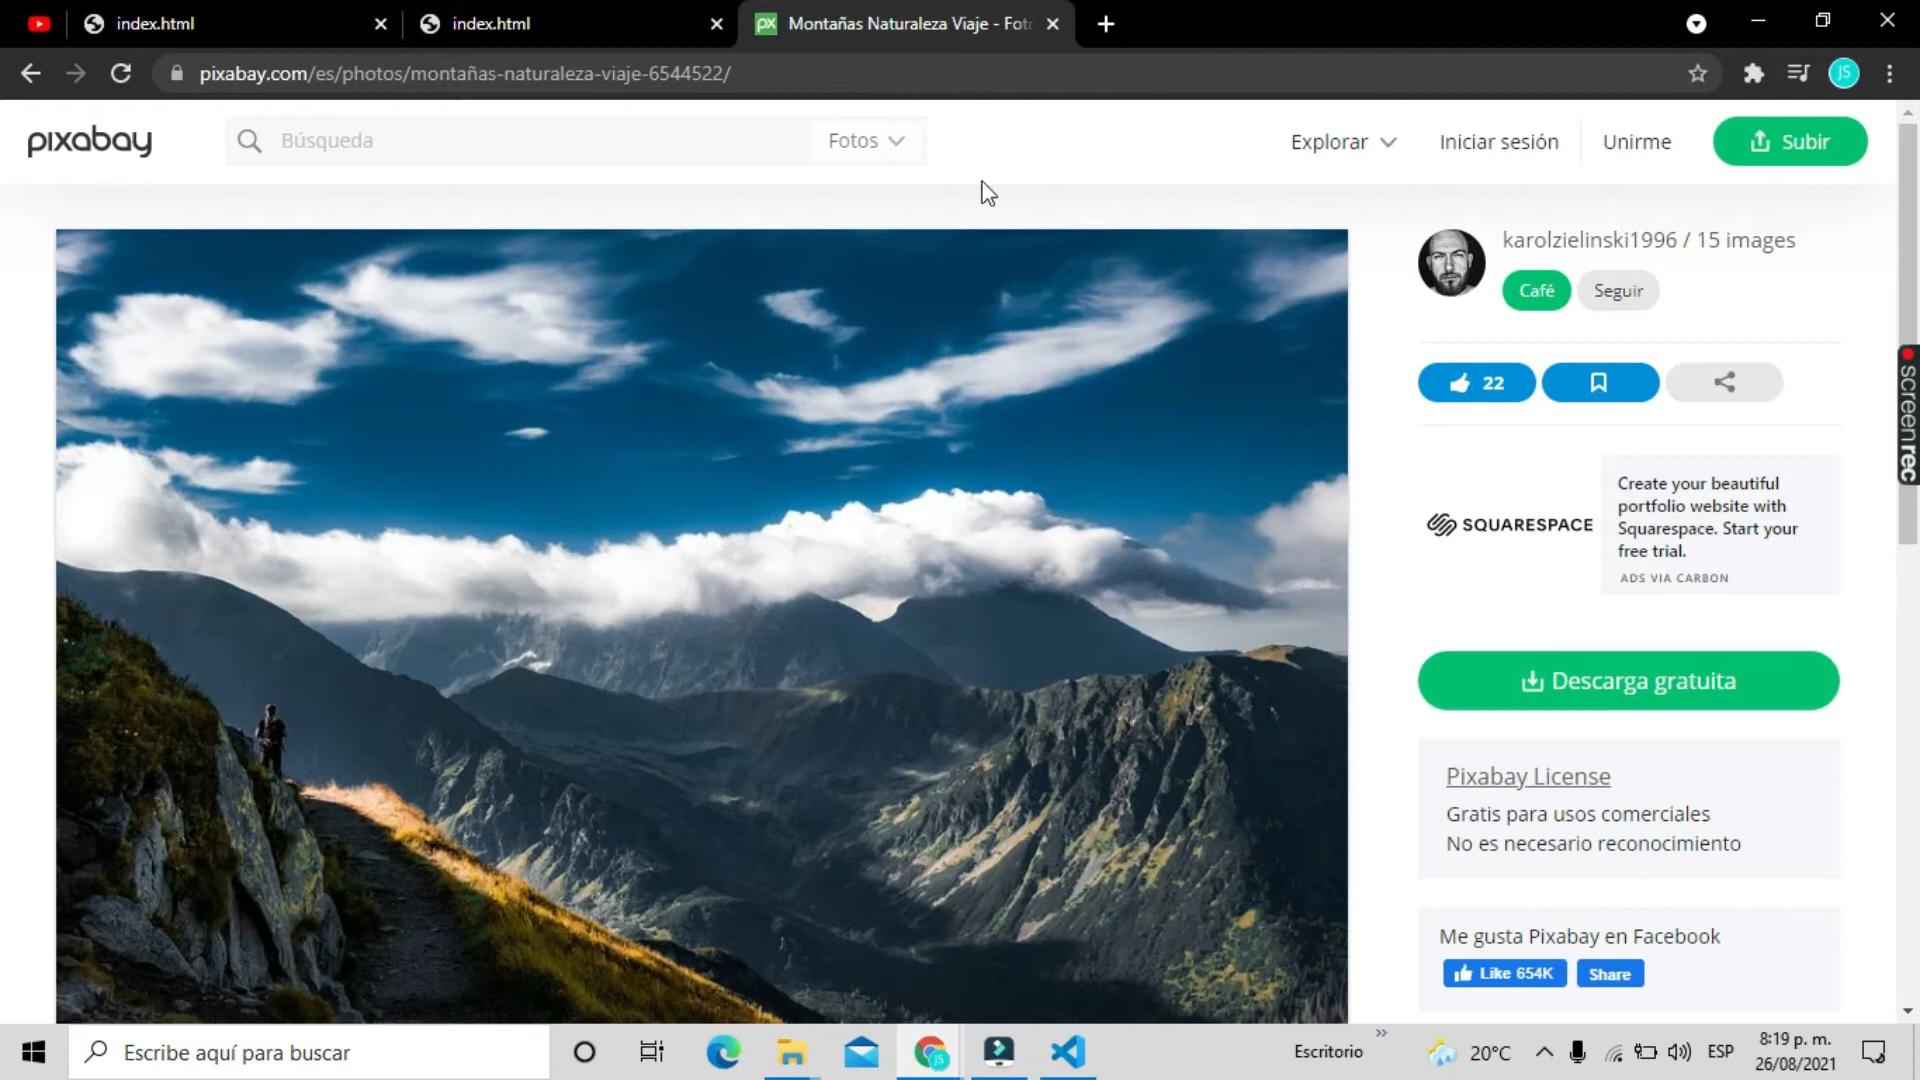 index.html
index.html
Montañas Naturaleza Viaje - Foto
pixabay.com/es/photos/montañas-naturaleza-viaje-6544522/
JS
pixabay
Búsqueda
Fotos
Explorar
Iniciar sesión
Unirme
Subir
karolzielinski1996 / 15 images
Café
Seguir
22
screenrec
SQUARESPACE
Create your beautiful
portfolio website with
Squarespace. Start your
free trial.
ADS VIA CARBON
Descarga gratuita
Pixabay License
Gratis para usos comerciales
No es necesario reconocimiento
Me gusta Pixabay en Facebook
Like 654K
Share
Escribe aquí para buscar
Escritorio
20°C
ESP
8:19 p. m.
26/08/2021